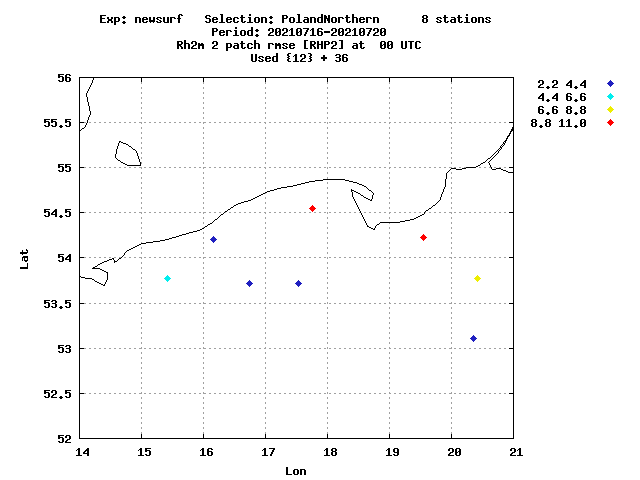 Exp: newsurf Selection: PolandNorthern 8 stations
Period: 20210716-20210720
Rh2m 2 patch rmse [RHP2] at 00 UTC
Used {12} + 36
2.2 4.4
4.4 6.6
6.6 8.8
8.8 11.0
56
55.5
55
54.5
54
53.5
53
52.5
52
Lat
14 15 16 17 18 19 20 21
Lon